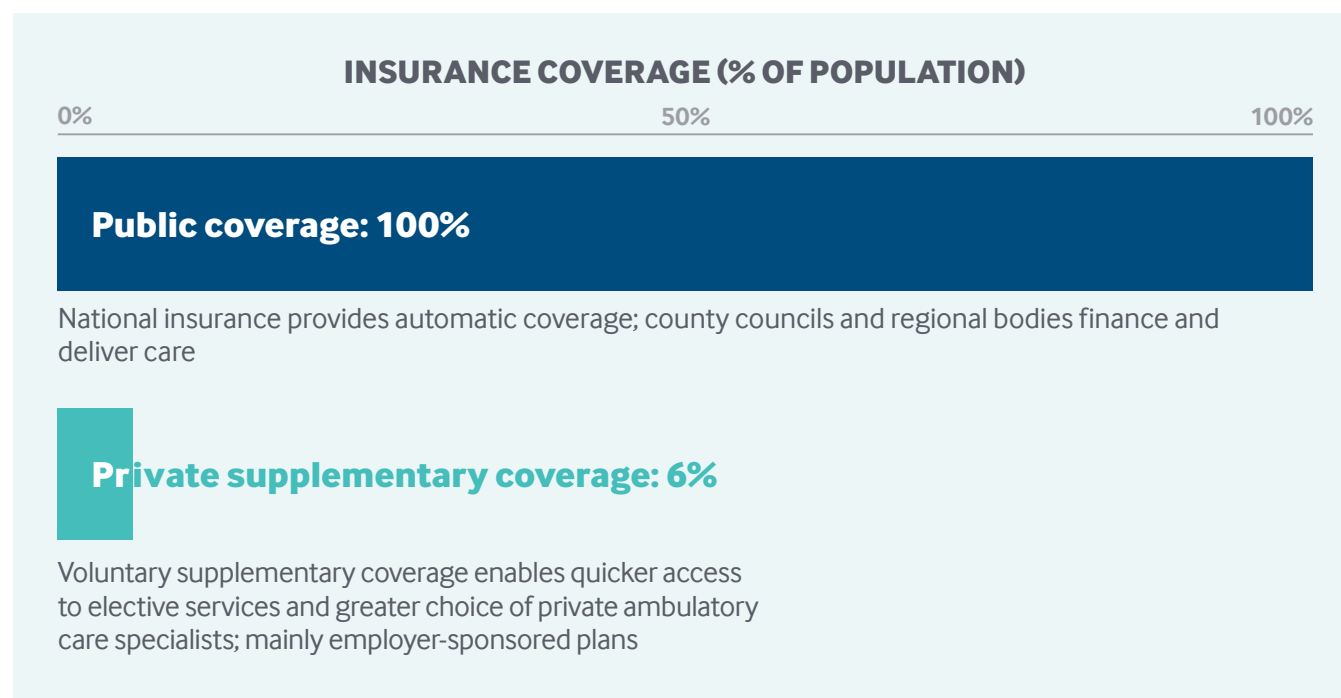 INSURANCE COVERAGE (% OF POPULATION)
0% 50% 100%
Public coverage: 100%
National insurance provides automatic coverage; county councils and regional bodies finance and
deliver care
Private supplementary coverage: 6%
Voluntary supplementary coverage enables quicker access
to elective services and greater choice of private ambulatory
care specialists; mainly employer-sponsored plans